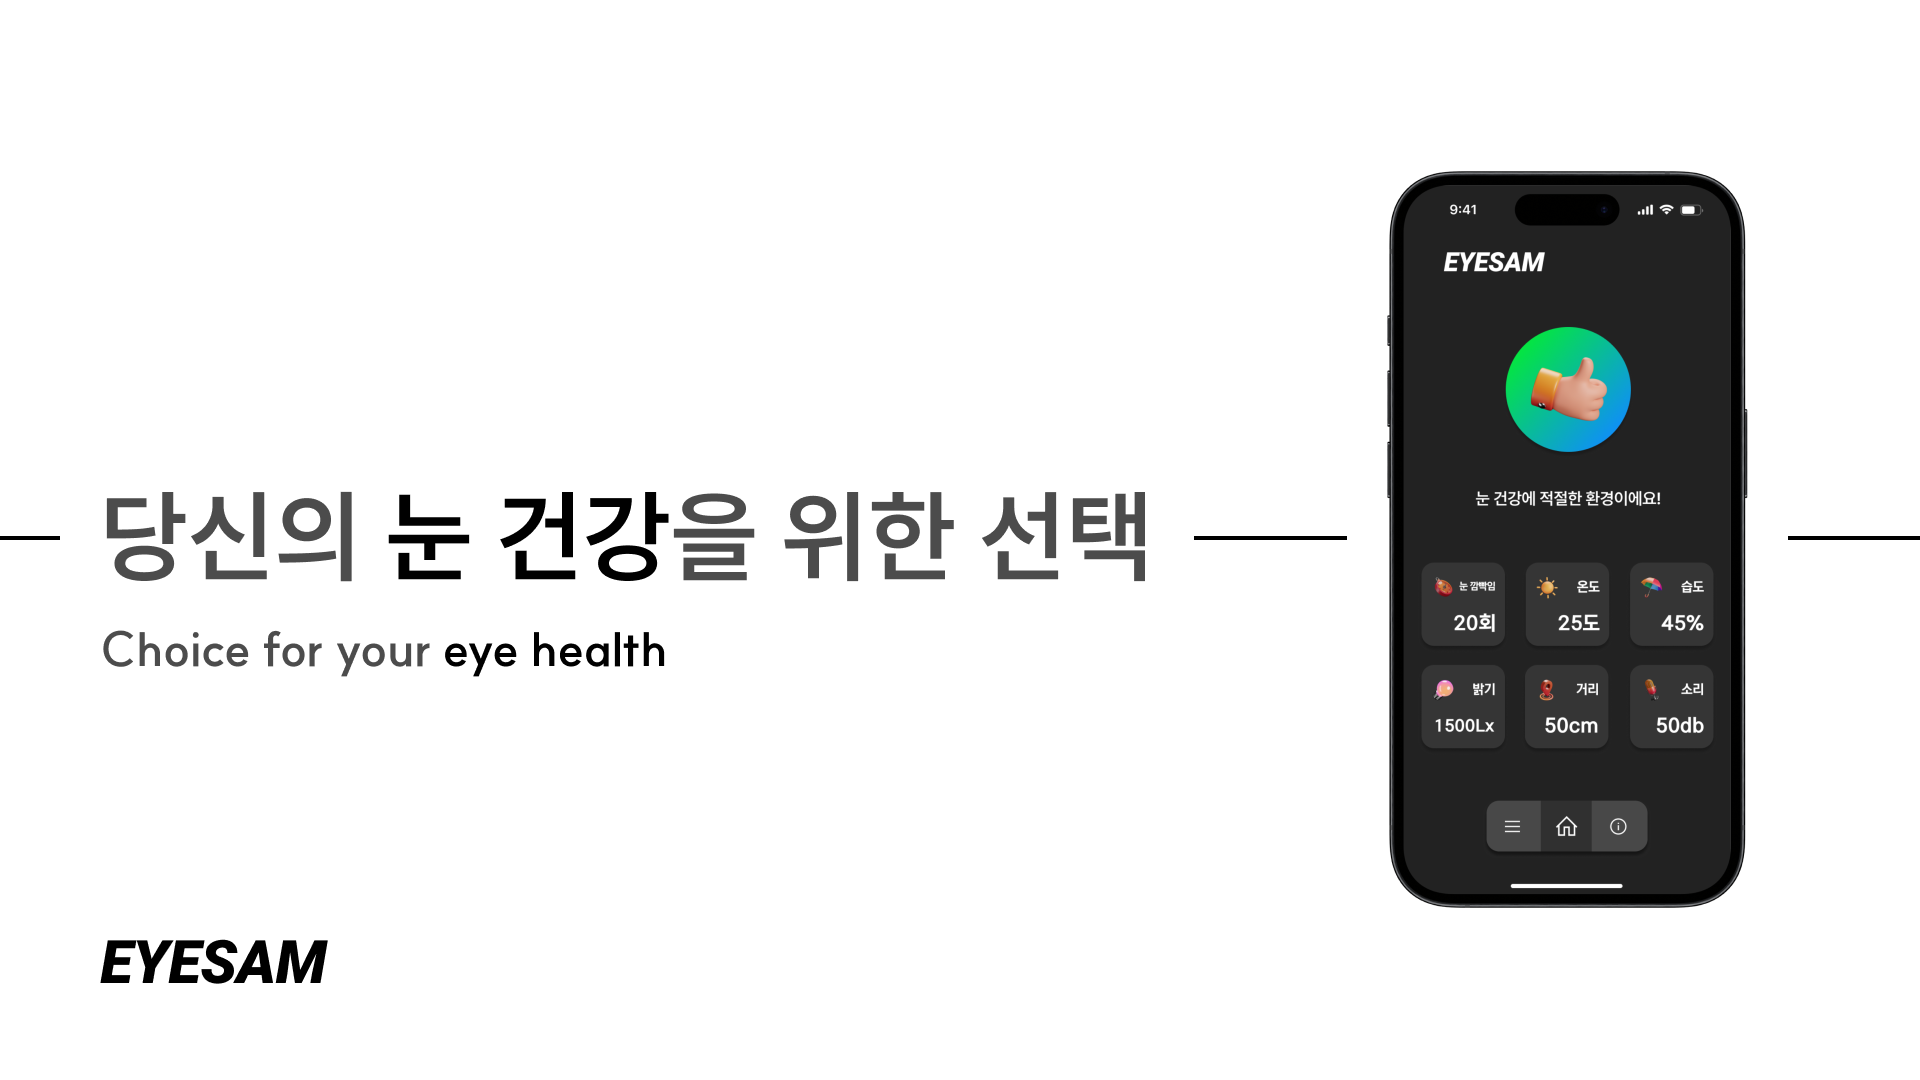 당신의 눈 건강을 위한 선택
Choice for your eye health
EYESAM
9:41
EYESAM
눈 건강에 적절한 환경이에요!
눈 깜빡임
20회
온도
25도
습도
45%
밝기
1500Lx
거리
50cm
소리
50db